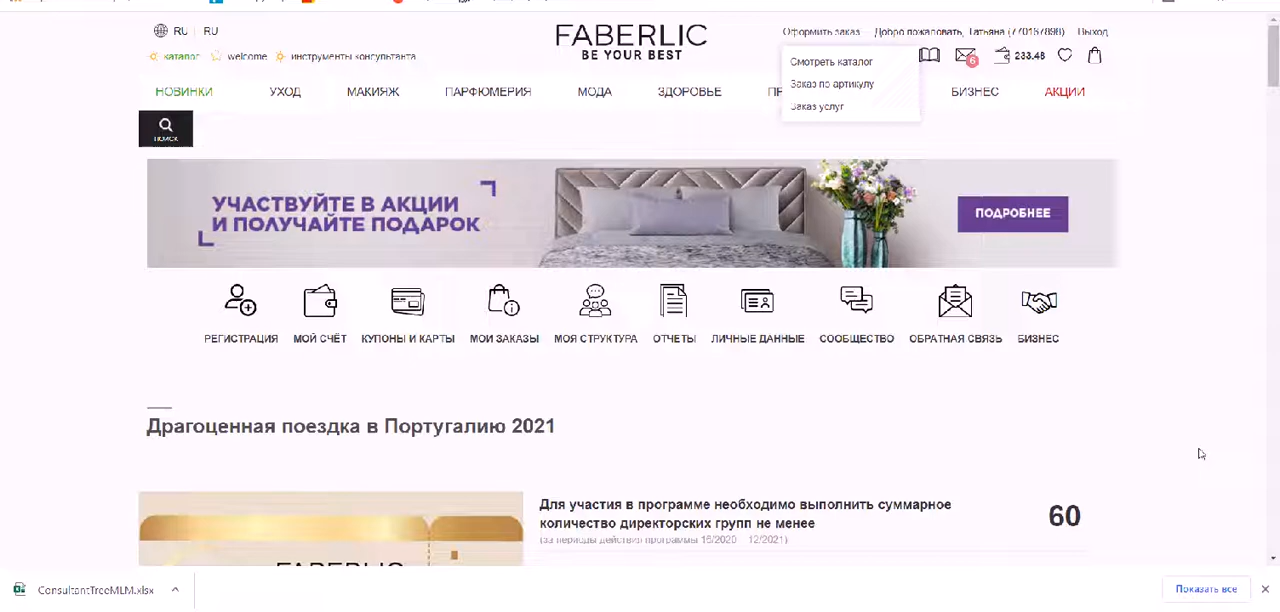 RU RU
FABERLIC
BE YOUR BEST
Оформить заказ Добро пожаловать, Татьяна (770167898) Выход
каталог welcome инструменты консультанта
Смотреть каталог
6
233.48
Заказ по артикулу
Заказ услуг
НОВИНКИ УХОД МАКИЯЖ ПАРФЮМЕРИЯ МОДА ЗДОРОВЬЕ ПР БИЗНЕС АКЦИИ
ПОИСК
УЧАСТВУЙТЕ В АКЦИИ
И ПОЛУЧАЙТЕ ПОДАРОК
ПОДРОБНЕЕ
РЕГИСТРАЦИЯ МОЙ СЧЁТ КУПОНЫ И КАРТЫ МОИ ЗАКАЗЫ МОЯ СТРУКТУРА ОТЧЕТЫ ЛИЧНЫЕ ДАННЫЕ СООБЩЕСТВО ОБРАТНАЯ СВЯЗЬ БИЗНЕС
Драгоценная поездка в Португалию 2021
Для участия в программе необходимо выполнить суммарное
количество директорских групп не менее
60
(за периоды действия программы 16/2020 - 12/2021)
FABERLIC
ConsultantTreeMLM.xlsx
Показать все